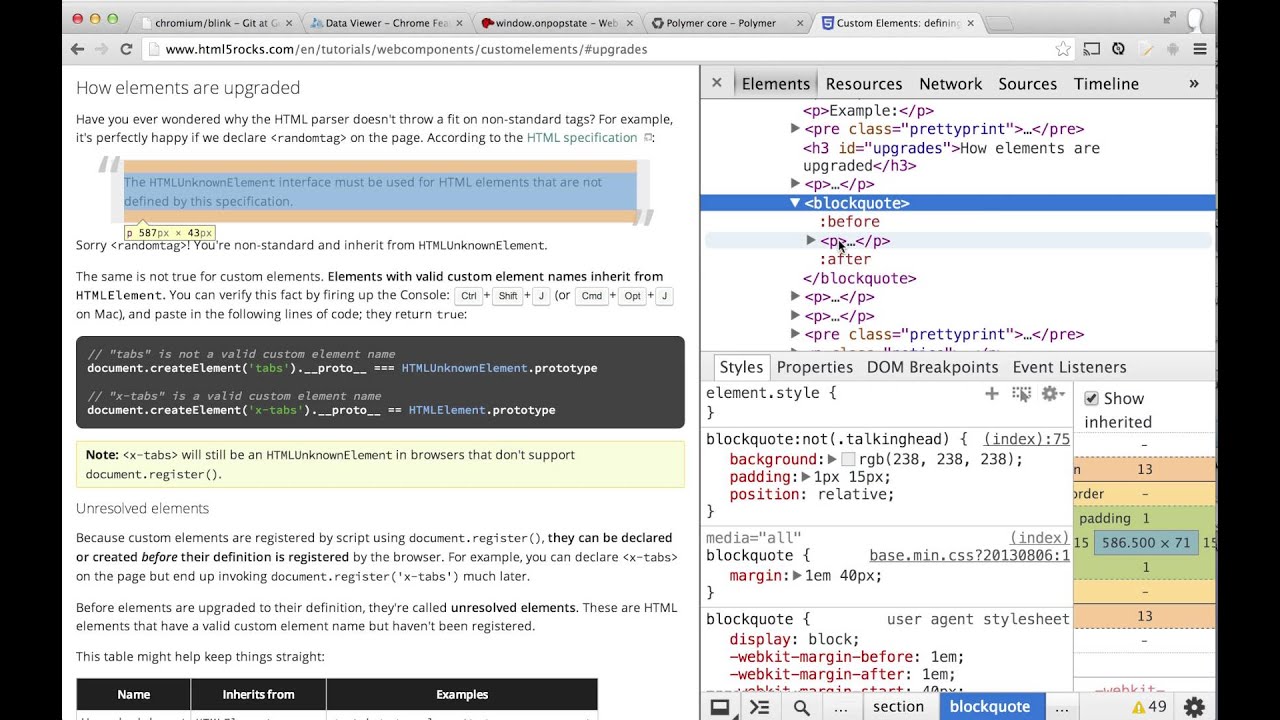 chromium/blink - Git at G
Data Viewer - Chrome Fea
window.onpopstate - Web
Polymer core - Polymer
Custom Elements: defining
www.html5rocks.com/en/tutorials/webcomponents/customelements/#upgrades
How elements are upgraded
Have you ever wondered why the HTML parser doesn't throw a fit on non-standard tags? For example,
it's perfectly happy if we declare <randomtag> on the page. According to the HTML specification :
“
The HTMLUnknownElement interface must be used for HTML elements that are not
defined by this specification.
”
p 587px × 43px
Sorry <randomtag>! You're non-standard and inherit from HTMLUnknownElement.
The same is not true for custom elements. Elements with valid custom element names inherit from
HTMLElement. You can verify this fact by firing up the Console: Ctrl + Shift + J (or Cmd + Opt + J
on Mac), and paste in the following lines of code; they return true:
// "tabs" is not a valid custom element name
document.createElement('tabs').__proto__ === HTMLUnknownElement.prototype
// "x-tabs" is a valid custom element name
document.createElement('x-tabs').__proto__ == HTMLElement.prototype
Note: <x-tabs> will still be an HTMLUnknownElement in browsers that don't support
document.register().
Unresolved elements
Because custom elements are registered by script using document.register(), they can be declared
or created before their definition is registered by the browser. For example, you can declare <x-tabs>
on the page but end up invoking document.register('x-tabs') much later.
Before elements are upgraded to their definition, they're called unresolved elements. These are HTML
elements that have a valid custom element name but haven't been registered.
This table might help keep things straight:
Name Inherits from Examples
Elements Resources Network Sources Timeline »
<p>Example:</p>
<pre class="prettyprint">…</pre>
<h3 id="upgrades">How elements are
upgraded</h3>
<p>…</p>
<blockquote>
:before
<p>…</p>
:after
</blockquote>
<p>…</p>
<p>…</p>
<pre class="prettyprint">…</pre>
Styles Properties DOM Breakpoints Event Listeners
element.style {
}
blockquote:not(.talkinghead) { (index):75
background: rgb(238, 238, 238);
padding: 1px 15px;
position: relative;
}
media="all" (index)
blockquote { base.min.css?20130806:1
margin: 1em 40px;
}
blockquote { user agent stylesheet
display: block;
-webkit-margin-before: 1em;
-webkit-margin-after: 1em;
-webkit-margin-start: 40px;
Show
inherited
–
n 13
order –
padding 1
15 586.500 × 71 15
1
–
13
–
-webkit-
... section blockquote ... 49